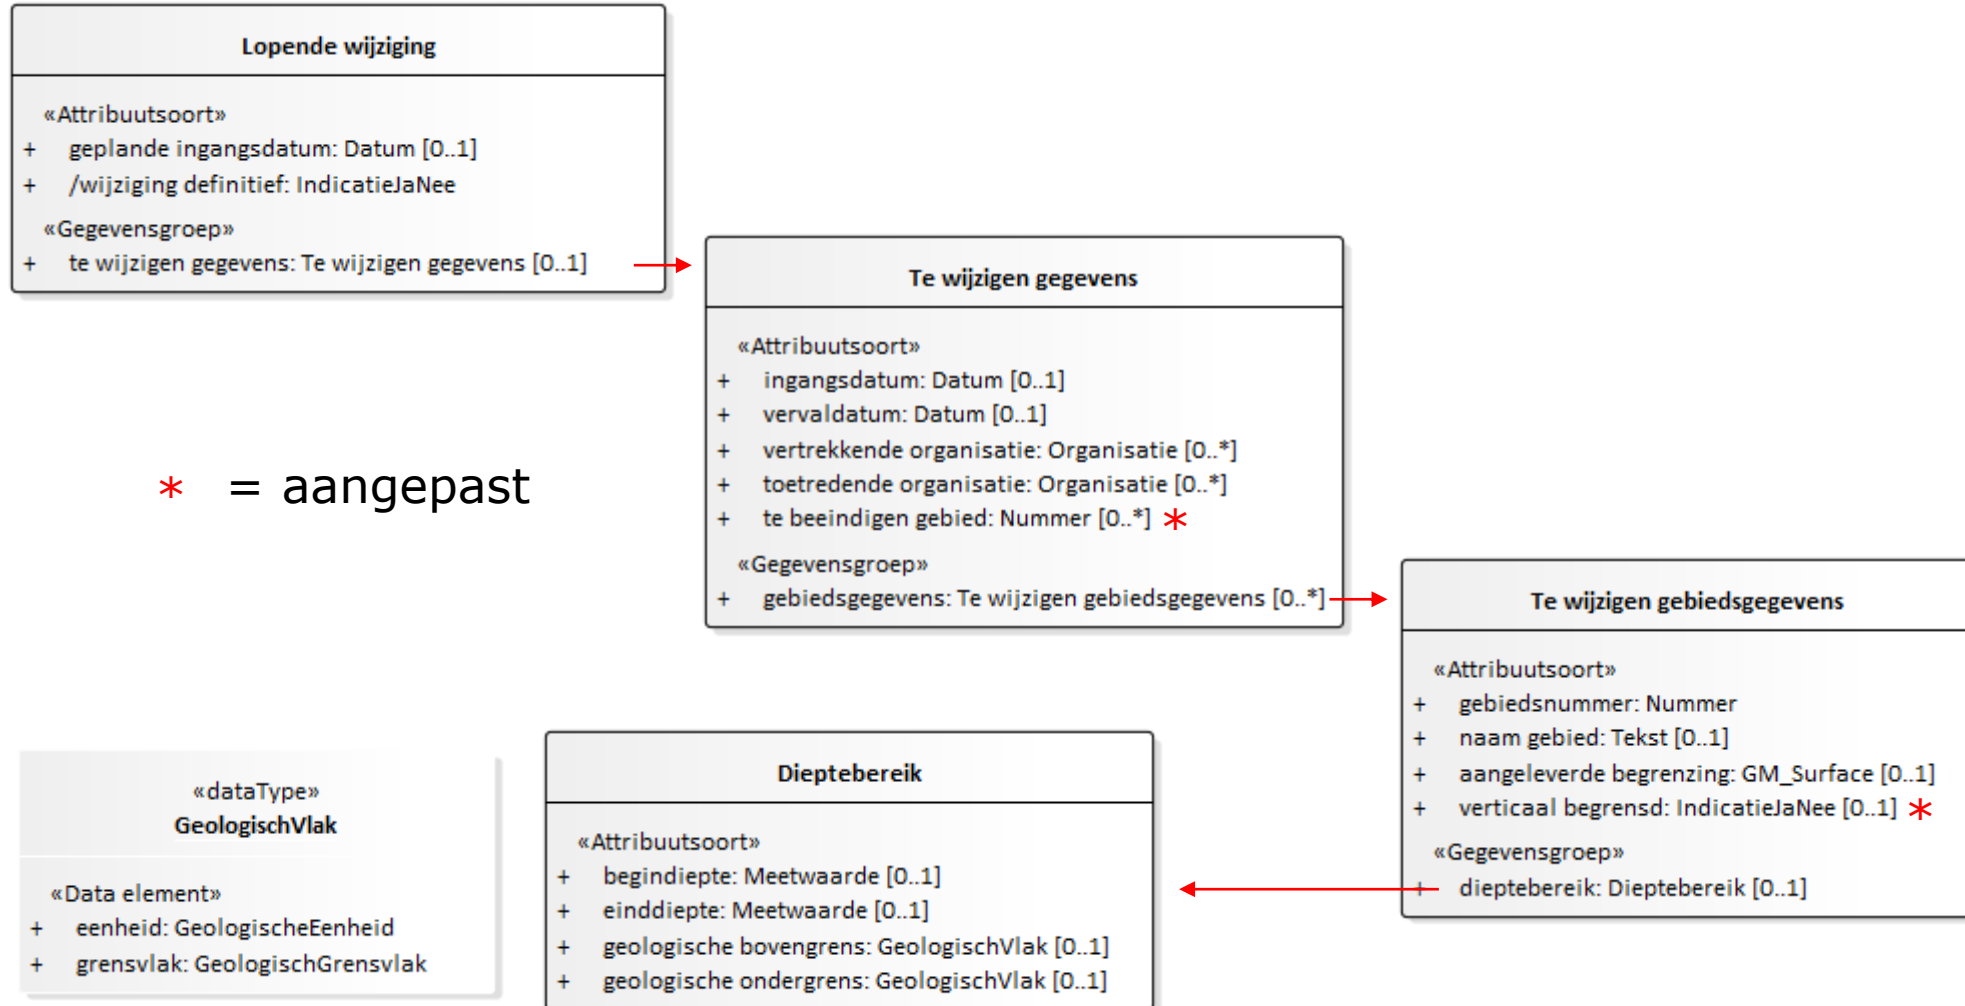 Lopende wijziging
«Attribuutsoort»
+ geplande ingangsdatum: Datum [0..1]
+ /wijziging definitief: IndicatieJaNee
«Gegevensgroep»
+ te wijzigen gegevens: Te wijzigen gegevens [0..1]
Te wijzigen gegevens
«Attribuutsoort»
+ ingangsdatum: Datum [0..1]
+ vervaldatum: Datum [0..1]
+ vertrekkende organisatie: Organisatie [0..*]
+ toetredende organisatie: Organisatie [0..*]
+ te beeindigen gebied: Nummer [0..*] *
«Gegevensgroep»
+ gebiedsgegevens: Te wijzigen gebiedsgegevens [0..*]
* = aangepast
Te wijzigen gebiedsgegevens
«Attribuutsoort»
+ gebiedsnummer: Nummer
+ naam gebied: Tekst [0..1]
+ aangeleverde begrenzing: GM_Surface [0..1]
+ verticaal begrensd: IndicatieJaNee [0..1] *
«Gegevensgroep»
+ dieptebereik: Dieptebereik [0..1]
«dataType»
GeologischVlak
«Data element»
+ eenheid: GeologischeEenheid
+ grensvlak: GeologischGrensvlak
Dieptebereik
«Attribuutsoort»
+ begindiepte: Meetwaarde [0..1]
+ einddiepte: Meetwaarde [0..1]
+ geologische bovengrens: GeologischVlak [0..1]
+ geologische ondergrens: GeologischVlak [0..1]